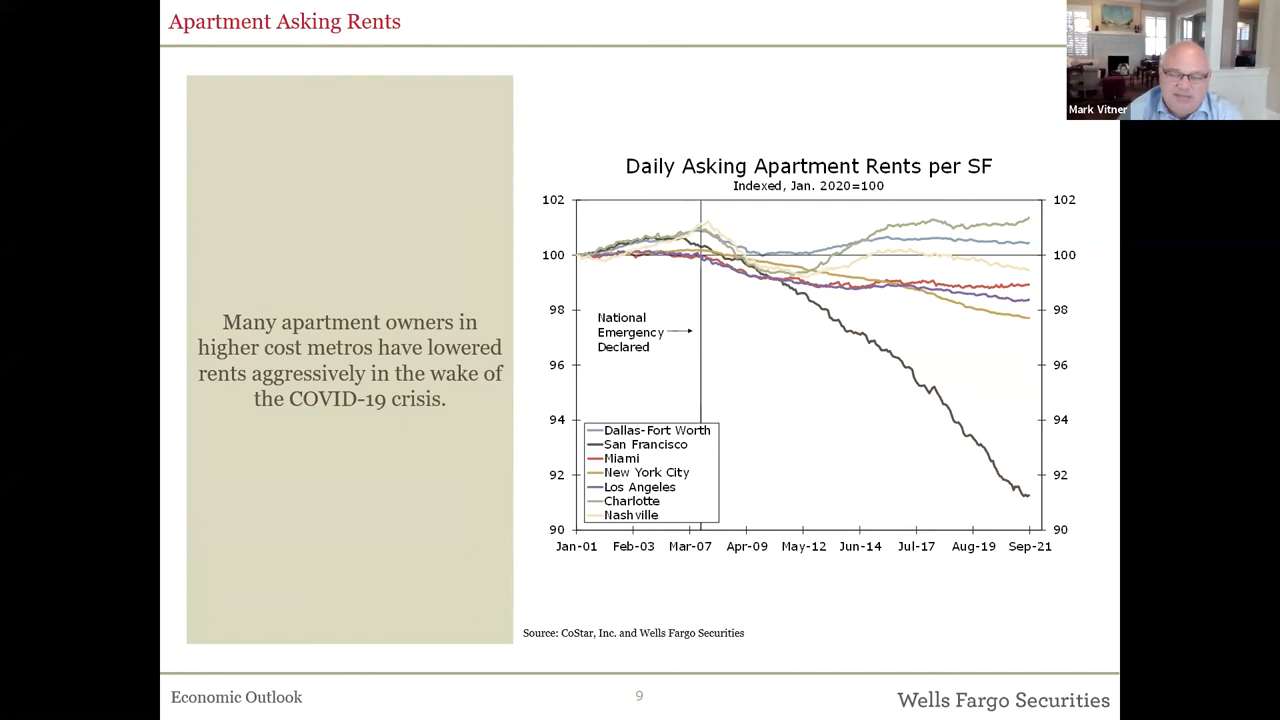 Apartment Asking Rents
Mark Vitner
Many apartment owners in
higher cost metros have lowered
rents aggressively in the wake of
the COVID-19 crisis.
Daily Asking Apartment Rents per SF
Indexed, Jan. 2020=100
102
100
98
96
94
92
90
102
100
98
96
94
92
90
National
Emergency
Declared
Dallas-Fort Worth
San Francisco
Miami
New York City
Los Angeles
Charlotte
Nashville
Jan-01 Feb-03 Mar-07 Apr-09 May-12 Jun-14 Jul-17 Aug-19 Sep-21
Source: CoStar, Inc. and Wells Fargo Securities
Economic Outlook
9
Wells Fargo Securities